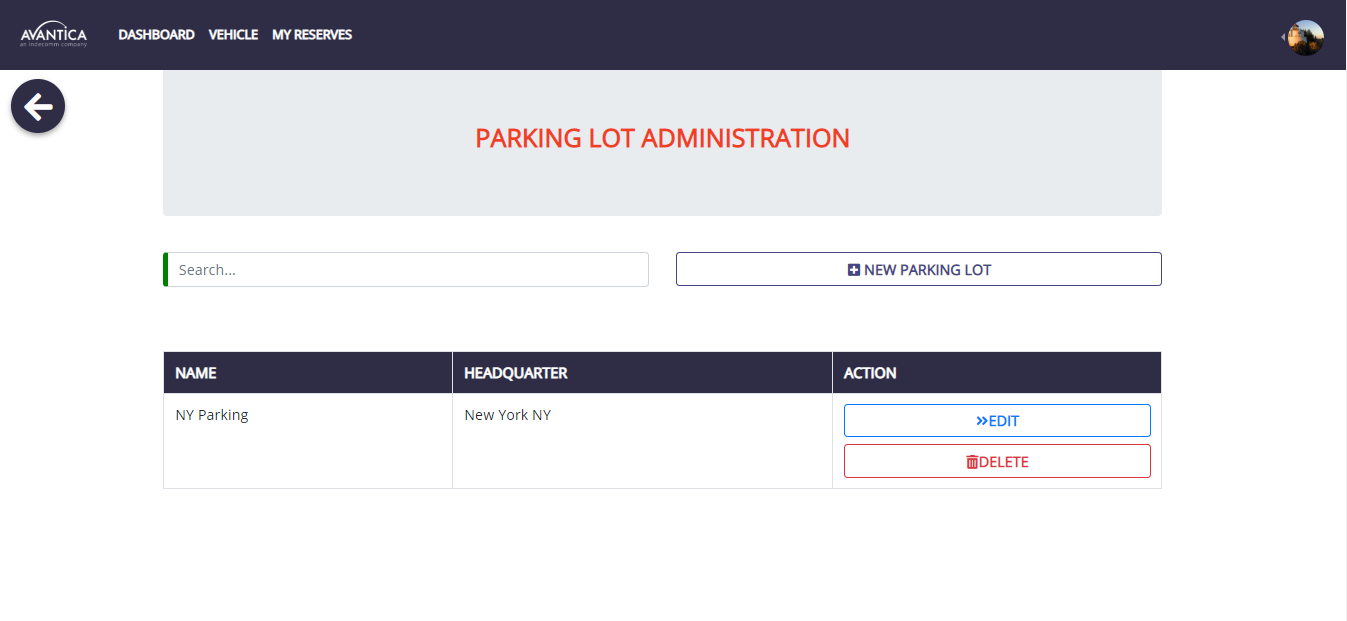 AVANTICA
an indecomm company
DASHBOARD VEHICLE MY RESERVES
PARKING LOT ADMINISTRATION
Search...
NEW PARKING LOT
NAME HEADQUARTER ACTION
NY Parking New York NY
EDIT
DELETE